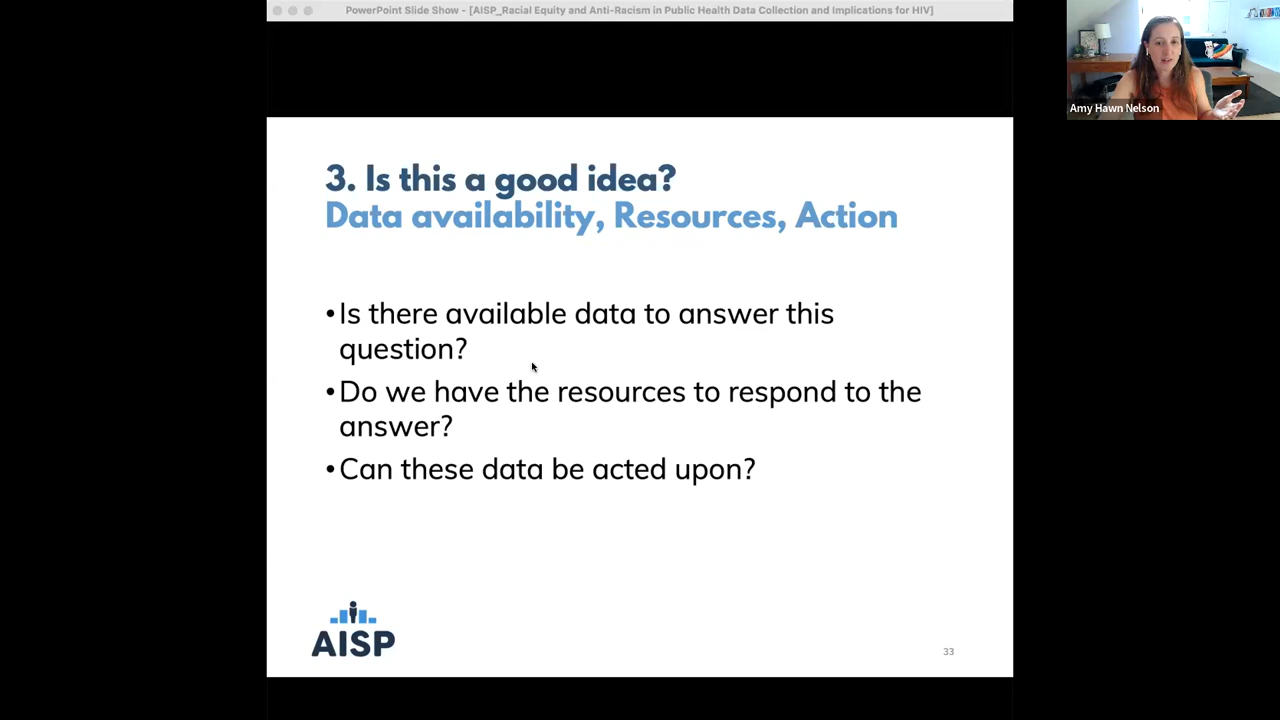 PowerPoint Slide Show - [AISP_Racial Equity and Anti-Racism in Public Health Data Collection and Implications for HIV]
Amy Hawn Nelson
3. Is this a good idea?
Data availability, Resources, Action
•Is there available data to answer this
question?
•Do we have the resources to respond to the
answer?
•Can these data be acted upon?
AISP
33